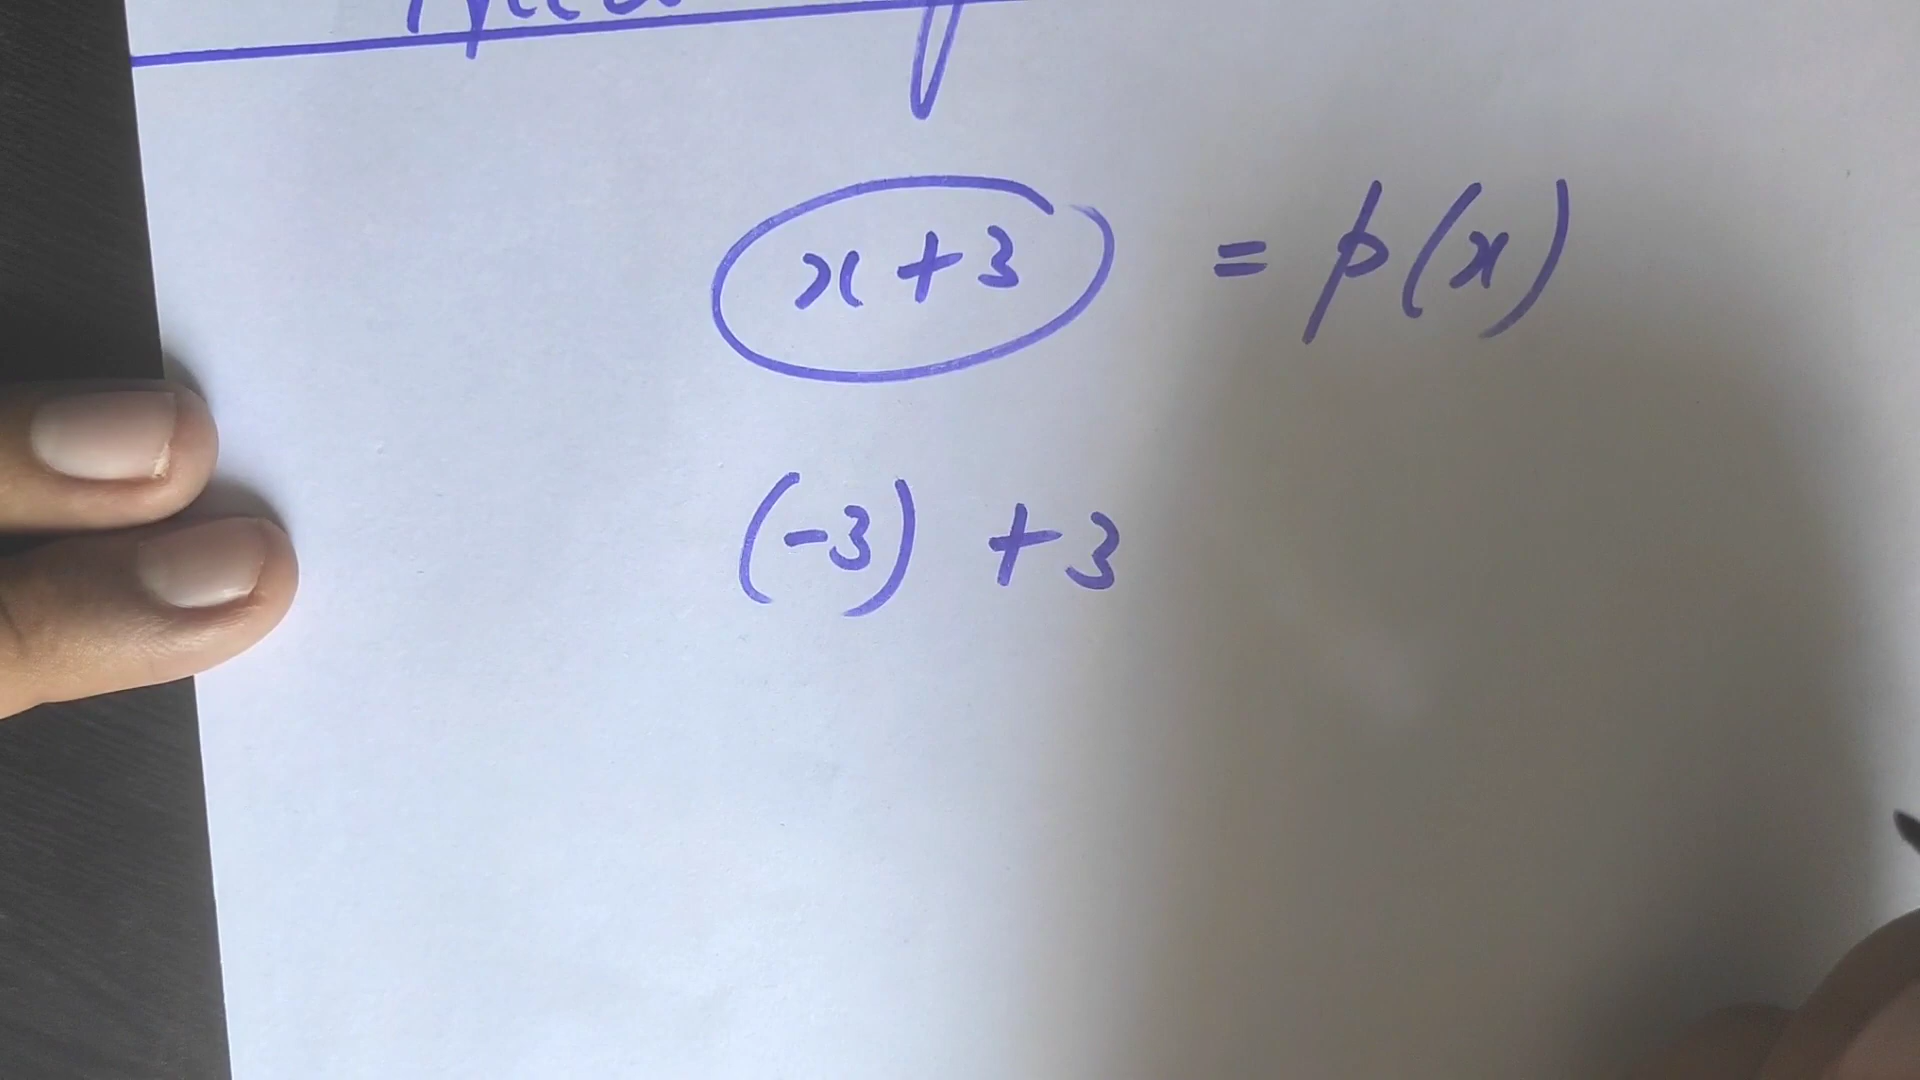 x + 3 = p(x)
(-3) + 3